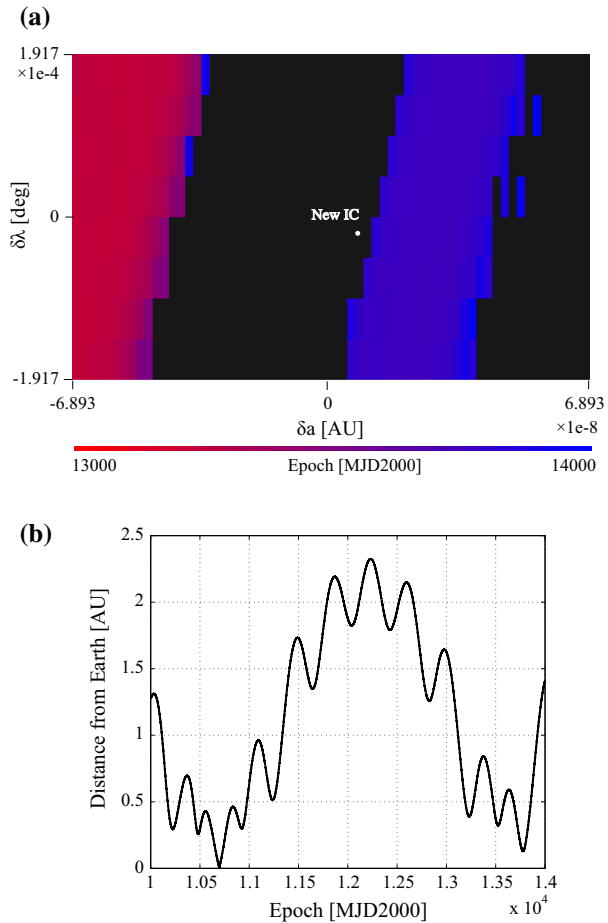 (a)
1.917
×1e-4
δλ [deg]
0
New IC
-1.917
-6.893
0
6.893
δa [AU]
×1e-8
13000
Epoch [MJD2000]
14000
(b)
2.5
2
1.5
1
0.5
0
Distance from Earth [AU]
1
1.05
1.1
1.15
1.2
1.25
1.3
1.35
1.4
Epoch [MJD2000]
× 10⁴